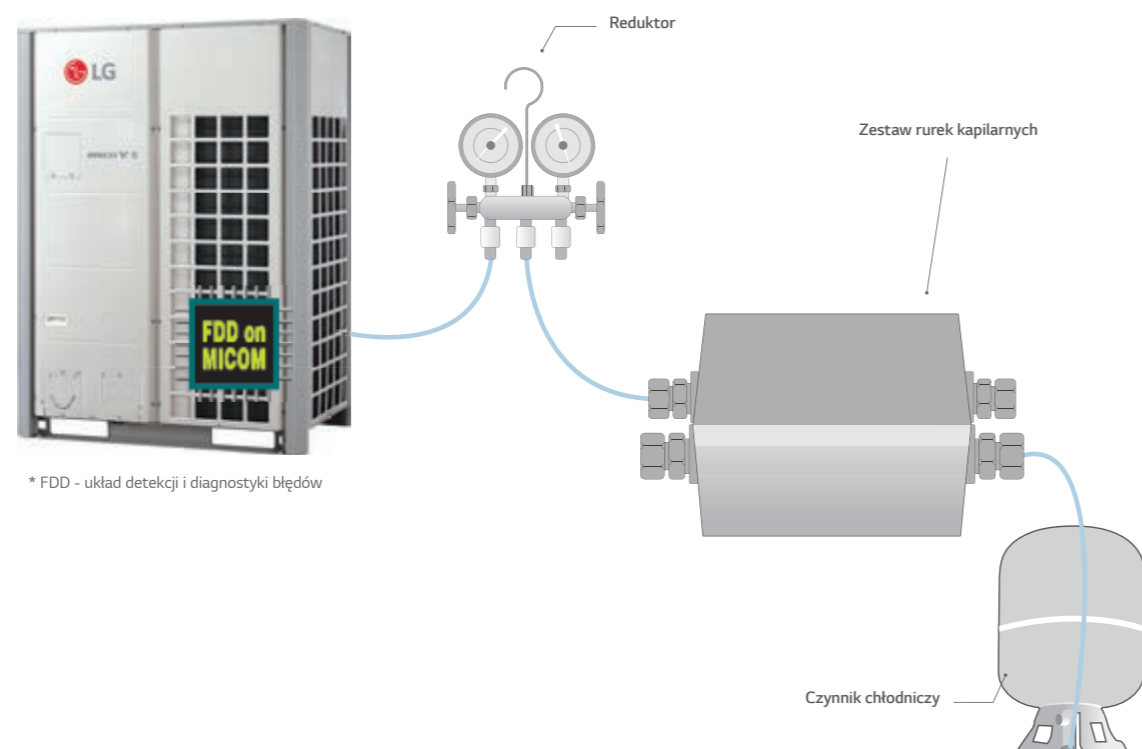 Reduktor
LG
Zestaw rurek kapilarnych
FDD on
MICOM
* FDD - układ detekcji i diagnostyki błędów
Czynnik chłodniczy